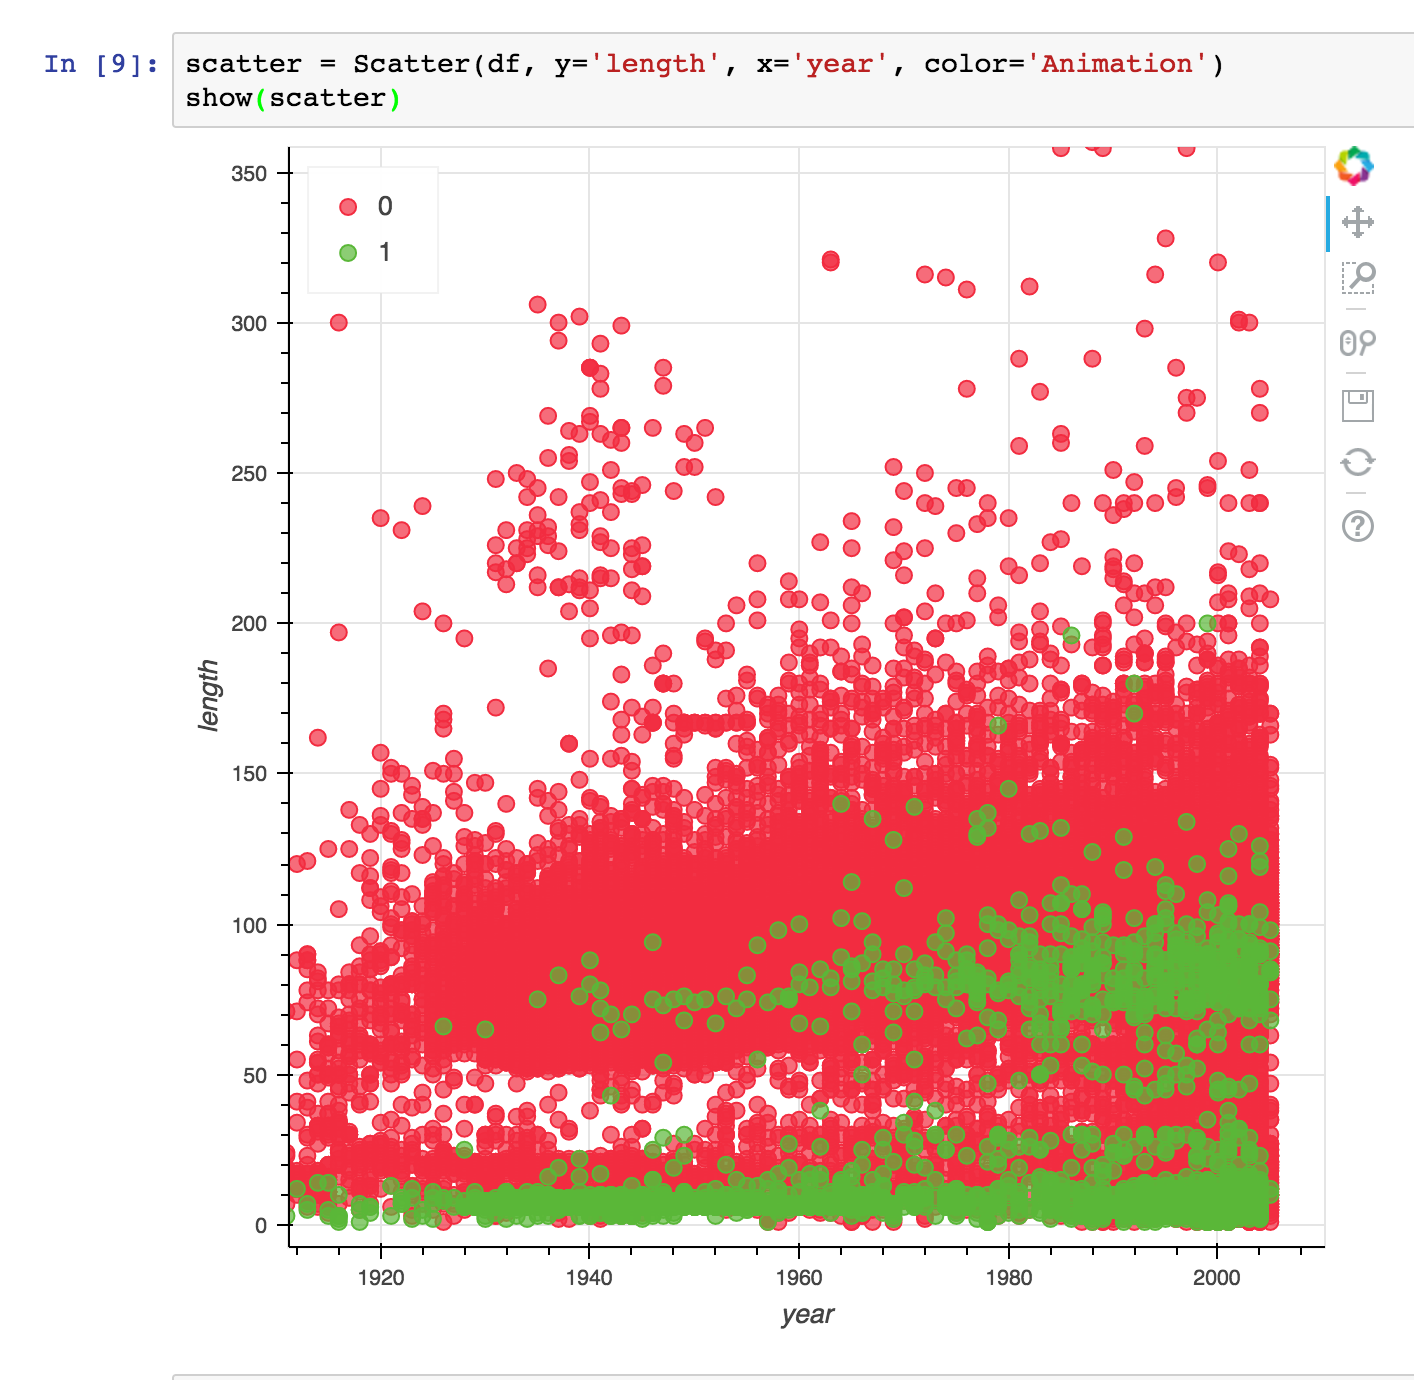 In [9]: scatter = Scatter(df, y='length', x='year', color='Animation')
show(scatter)
0
1
350
300
250
200
150
100
50
0
length
1920 1940 1960 1980 2000
year